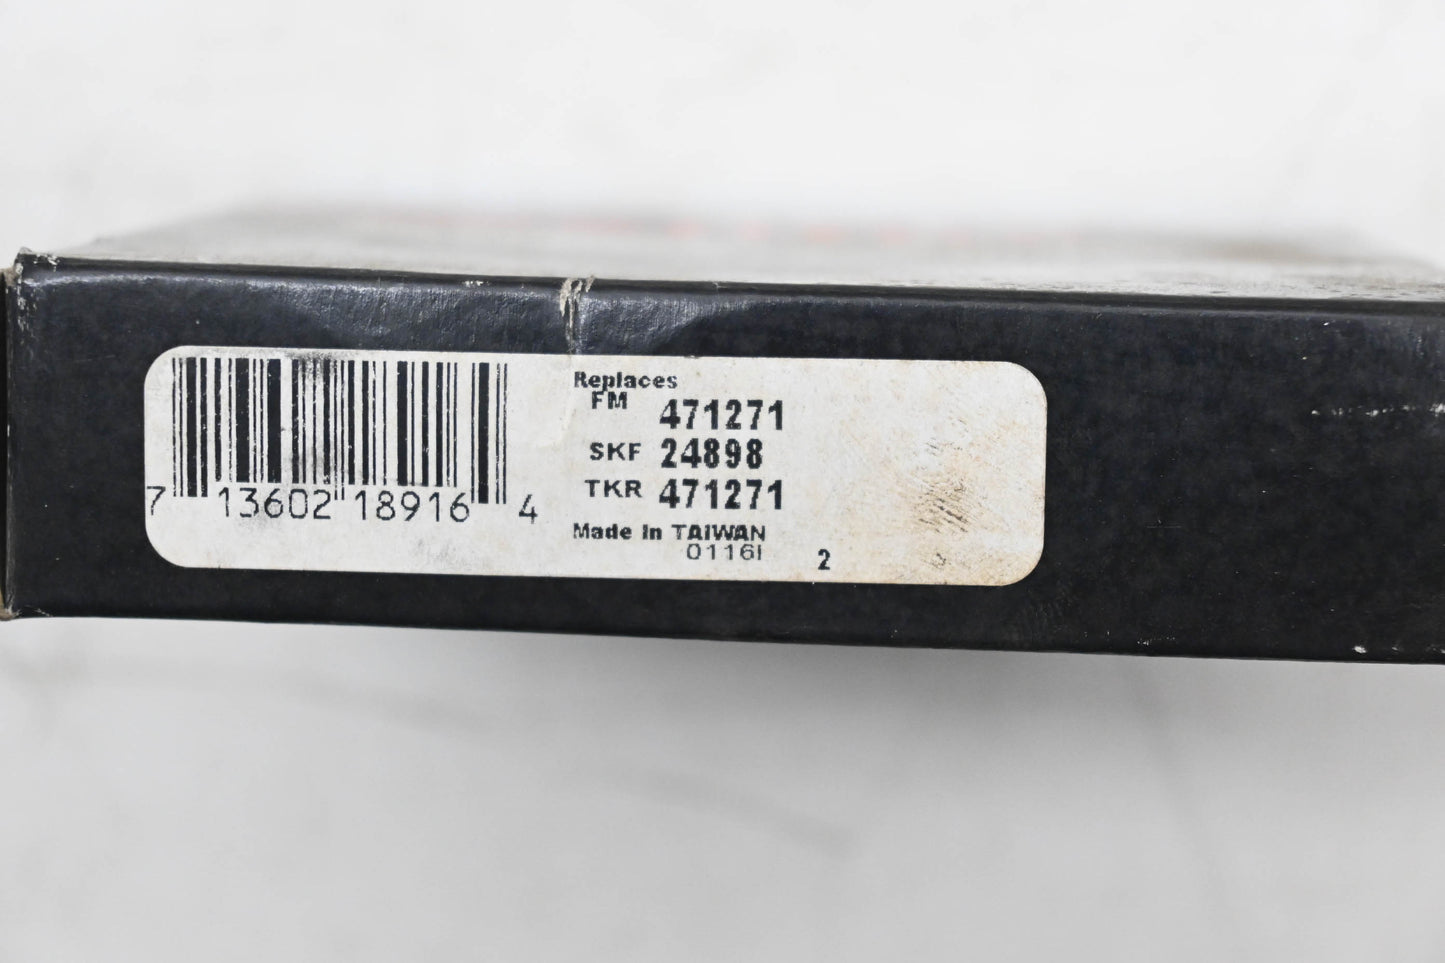 Replaces
FM 471271
SKF 24898
TKR 471271
Made in TAIWAN
0116I 2
7 13602 18916 4